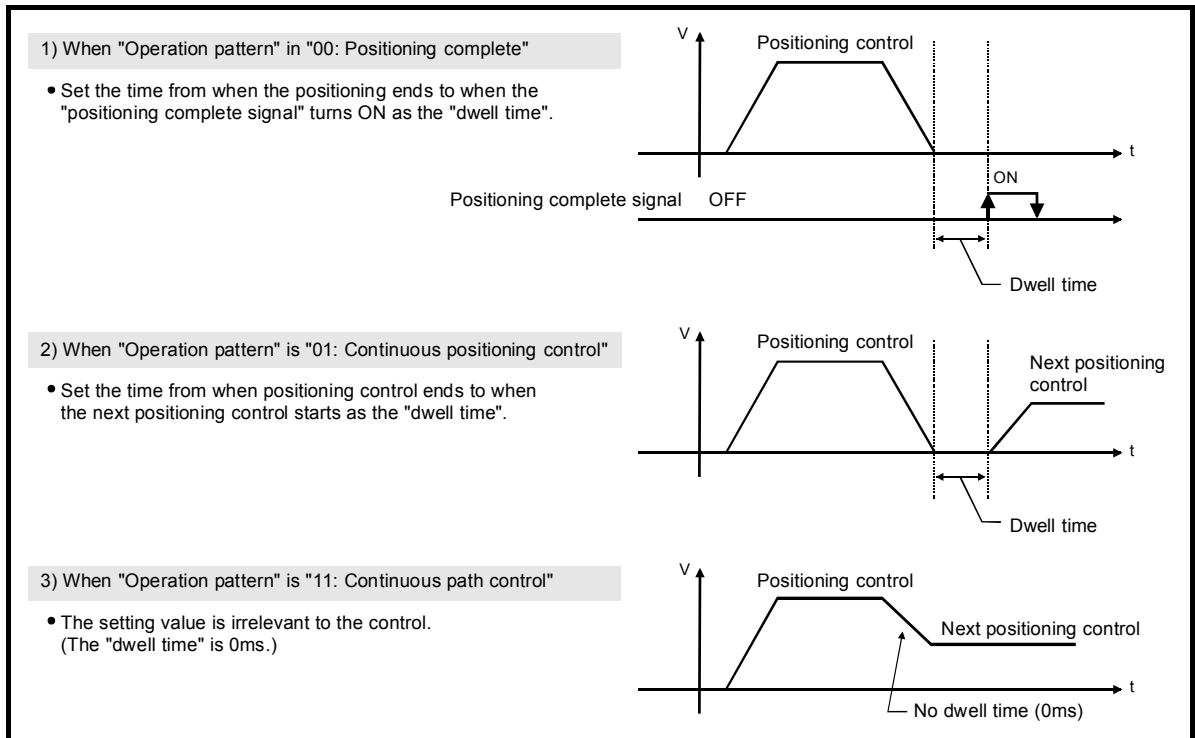 1) When "Operation pattern" in "00: Positioning complete"
• Set the time from when the positioning ends to when the
"positioning complete signal" turns ON as the "dwell time".
V
Positioning control
t
ON
Positioning complete signal OFF
Dwell time
2) When "Operation pattern" is "01: Continuous positioning control"
• Set the time from when positioning control ends to when
the next positioning control starts as the "dwell time".
V
Positioning control
Next positioning
control
t
Dwell time
3) When "Operation pattern" is "11: Continuous path control"
• The setting value is irrelevant to the control.
(The "dwell time" is 0ms.)
V
Positioning control
Next positioning control
t
No dwell time (0ms)